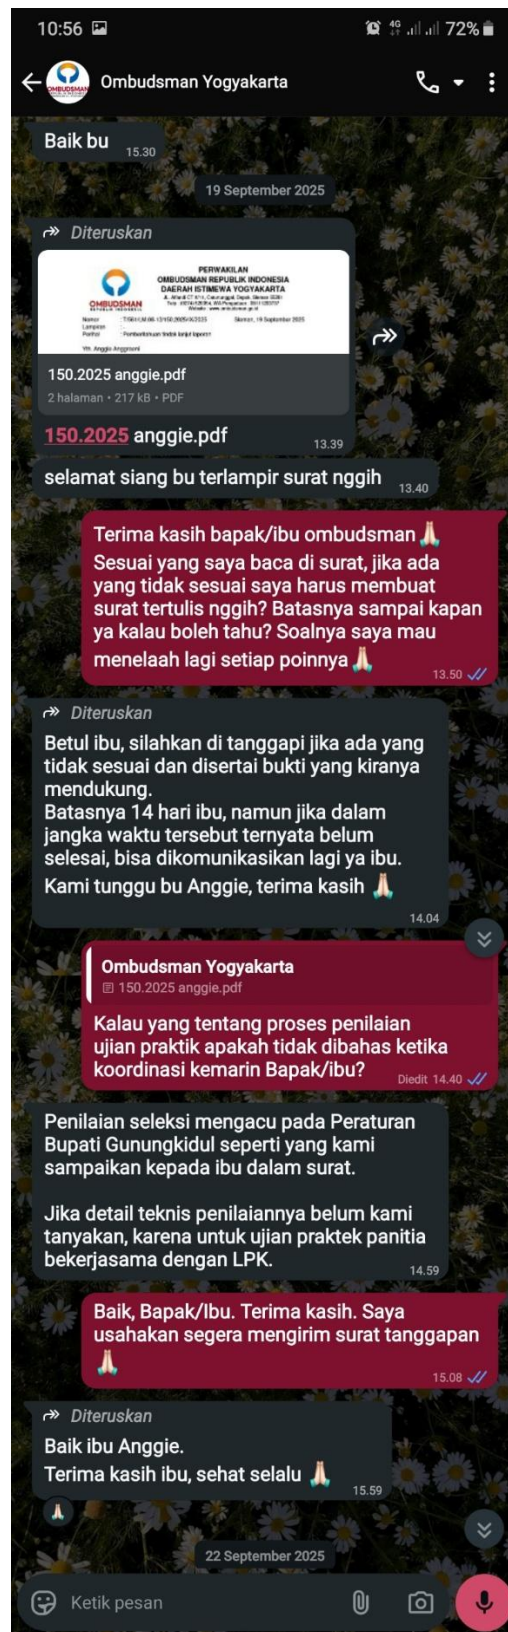 10:56
4G
72%
OMBUDSMAN
Ombudsman Yogyakarta
Baik bu
15.30
19 September 2025
Diteruskan
PERWAKILAN
OMBUDSMAN REPUBLIK INDONESIA
DAERAH ISTIMEWA YOGYAKARTA
OMBUDSMAN
REPUBLIK INDONESIA
Nomor
Sleman, 19 September 2025
Lampiran :
Perihal : Pemberitahuan tindak lanjut laporan
Yth. Anggie Anggraeni
150.2025 anggie.pdf
2 halaman • 217 kB • PDF
150.2025 anggie.pdf
13.39
selamat siang bu terlampir surat nggih
13.40
Terima kasih bapak/ibu ombudsman🙏🏻
Sesuai yang saya baca di surat, jika ada
yang tidak sesuai saya harus membuat
surat tertulis nggih? Batasnya sampai kapan
ya kalau boleh tahu? Soalnya saya mau
menelaah lagi setiap poinnya🙏🏻
13.50
Diteruskan
Betul ibu, silahkan di tanggapi jika ada yang
tidak sesuai dan disertai bukti yang kiranya
mendukung.
Batasnya 14 hari ibu, namun jika dalam
jangka waktu tersebut ternyata belum
selesai, bisa dikomunikasikan lagi ya ibu.
Kami tunggu bu Anggie, terima kasih 🙏🏻
14.04
Ombudsman Yogyakarta
150.2025 anggie.pdf
Kalau yang tentang proses penilaian
ujian praktik apakah tidak dibahas ketika
koordinasi kemarin Bapak/ibu?
Diedit 14.40
Penilaian seleksi mengacu pada Peraturan
Bupati Gunungkidul seperti yang kami
sampaikan kepada ibu dalam surat.
Jika detail teknis penilaiannya belum kami
tanyakan, karena untuk ujian praktek panitia
bekerjasama dengan LPK.
14.59
Baik, Bapak/Ibu. Terima kasih. Saya
usahakan segera mengirim surat tanggapan
🙏🏻
15.08
Diteruskan
Baik ibu Anggie.
Terima kasih ibu, sehat selalu 🙏🏻
15.59
🙏🏻
22 September 2025
Ketik pesan